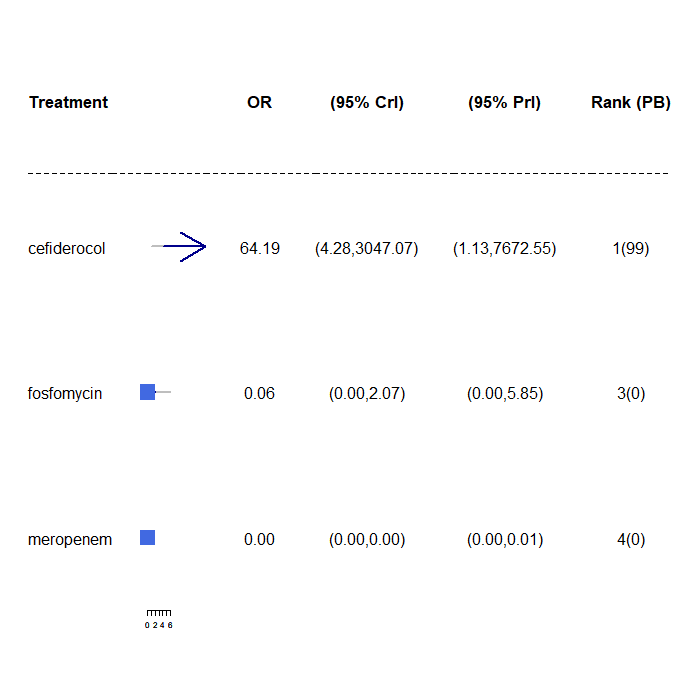 Treatment OR (95% CrI) (95% PrI) Rank (PB)
cefiderocol 64.19 (4.28,3047.07) (1.13,7672.55) 1(99)
fosfomycin 0.06 (0.00,2.07) (0.00,5.85) 3(0)
meropenem 0.00 (0.00,0.00) (0.00,0.01) 4(0)
0 2 4 6